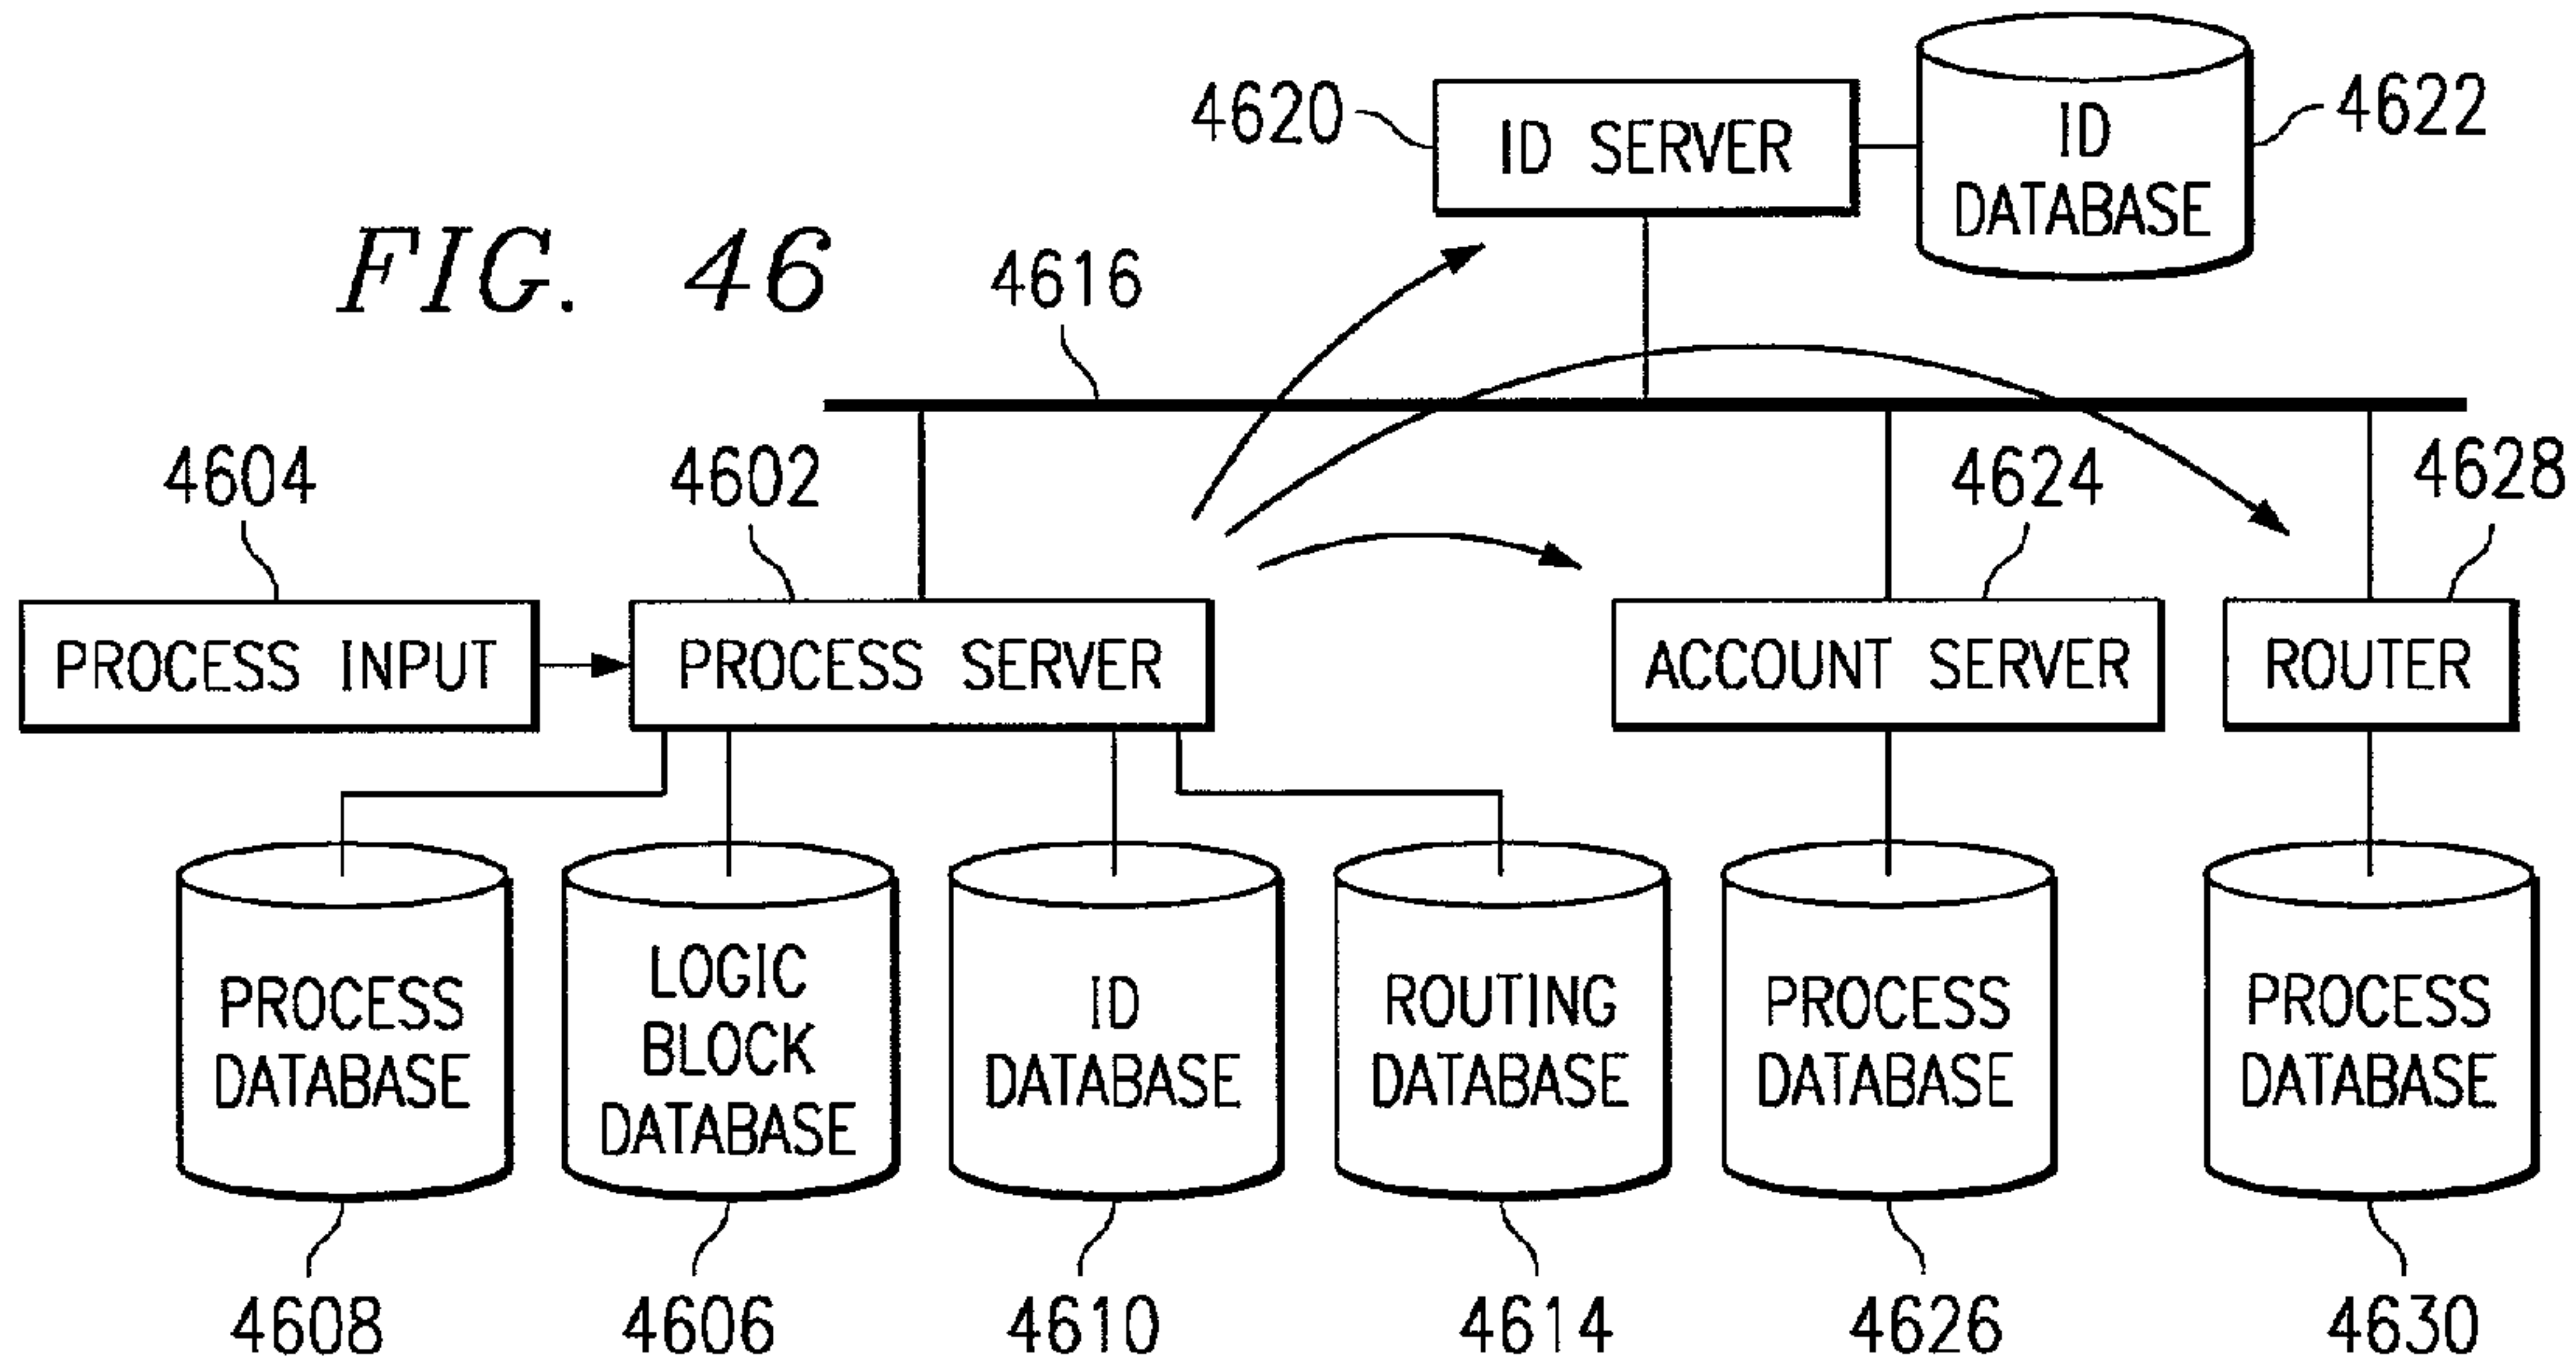 4620
ID SERVER
ID
DATABASE
4622
FIG. 46
4616
4604
4602
4624
4628
PROCESS INPUT
PROCESS SERVER
ACCOUNT SERVER
ROUTER
PROCESS
DATABASE
LOGIC
BLOCK
DATABASE
ID
DATABASE
ROUTING
DATABASE
PROCESS
DATABASE
PROCESS
DATABASE
4608
4606
4610
4614
4626
4630